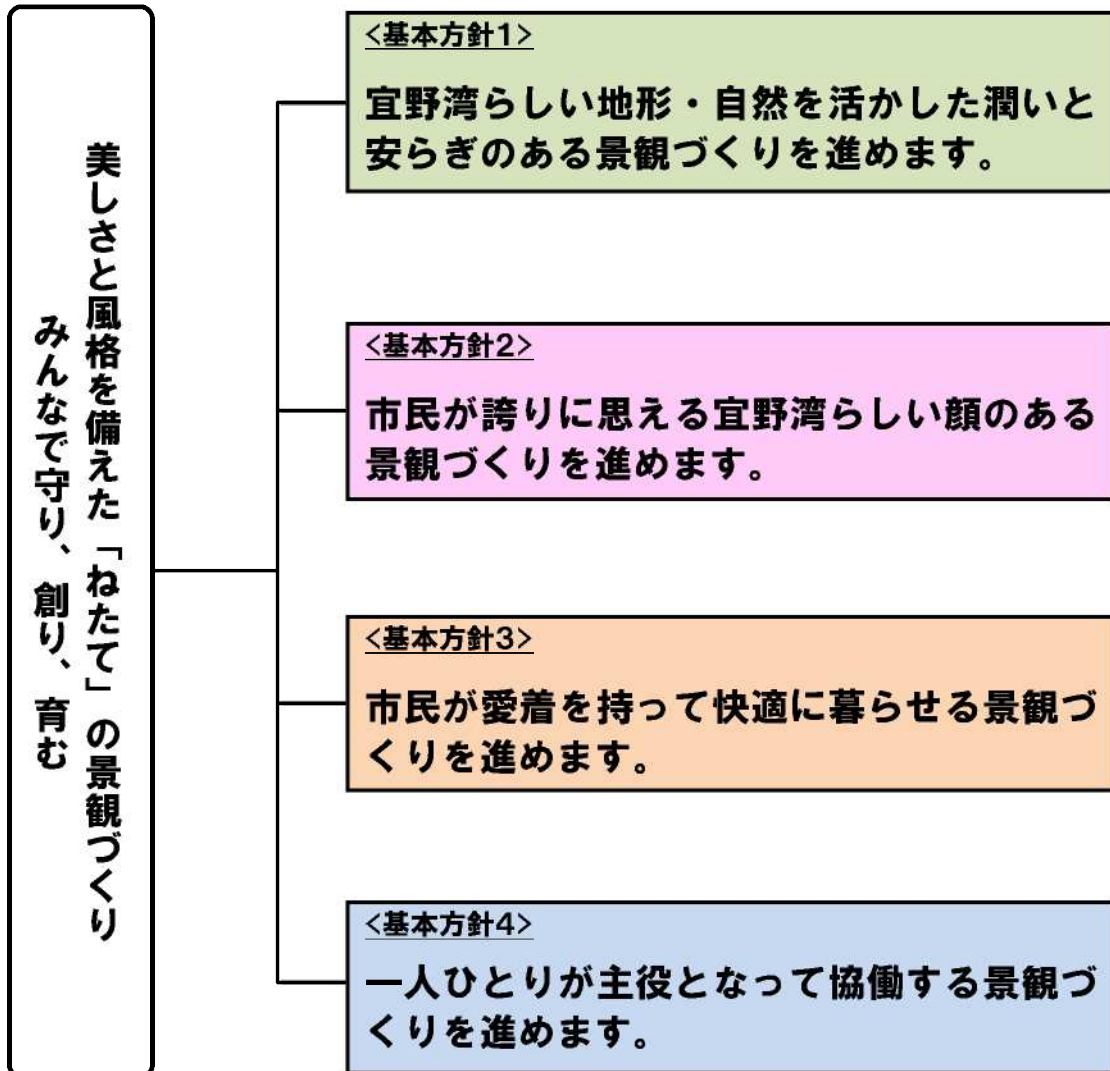 美しさと風格を備えた「ねたて」の景観づくり
みんなで守り、創り、育む
<基本方針1>
宜野湾らしい地形・自然を活かした潤いと
安らぎのある景観づくりを進めます。
<基本方針2>
市民が誇りに思える宜野湾らしい顔のある
景観づくりを進めます。
<基本方針3>
市民が愛着を持って快適に暮らせる景観づ
くりを進めます。
<基本方針4>
一人ひとりが主役となって協働する景観づ
くりを進めます。